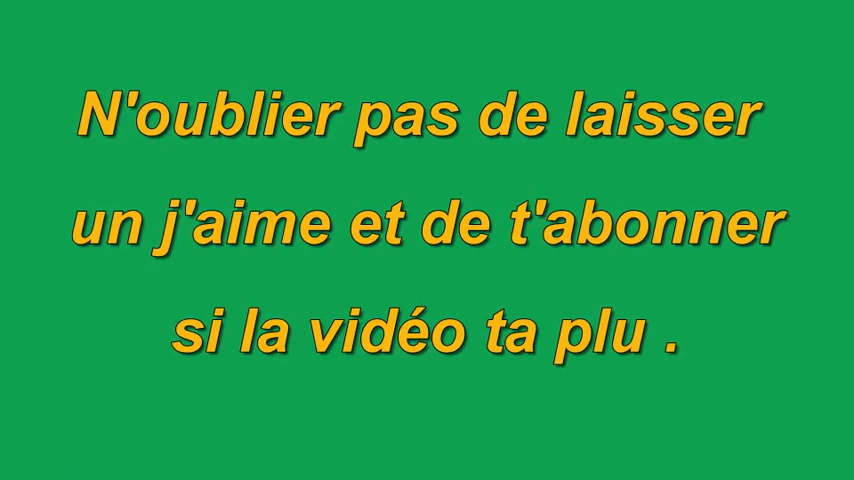 N'oublier pas de laisser
un j'aime et de t'abonner
si la vidéo ta plu .